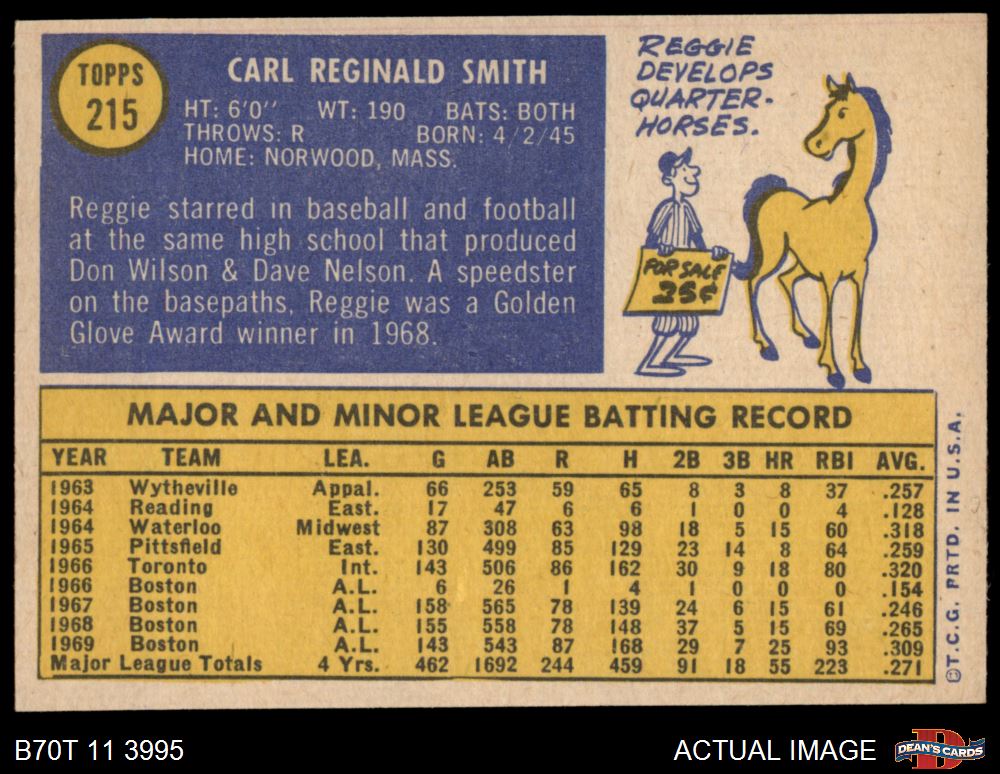 TOPPS
215
CARL REGINALD SMITH
HT: 6'0" WT: 190 BATS: BOTH
THROWS: R BORN: 4/2/45
HOME: NORWOOD, MASS.
Reggie starred in baseball and football
at the same high school that produced
Don Wilson & Dave Nelson. A speedster
on the basepaths, Reggie was a Golden
Glove Award winner in 1968.
REGGIE
DEVELOPS
QUARTER-
HORSES.
FOR SALE
25¢
MAJOR AND MINOR LEAGUE BATTING RECORD
YEAR TEAM LEA. G AB R H 2B 3B HR RBI AVG.
1963 Wytheville Appal. 66 253 59 65 8 3 8 37 .257
1964 Reading East. 17 47 6 6 1 0 0 4 .128
1964 Waterloo Midwest 87 308 63 98 18 5 15 60 .318
1965 Pittsfield East. 130 499 85 129 23 14 8 64 .259
1966 Toronto Int. 143 506 86 162 30 9 18 80 .320
1966 Boston A.L. 6 26 1 4 1 0 0 0 .154
1967 Boston A.L. 158 565 78 139 24 6 15 61 .246
1968 Boston A.L. 155 558 78 148 37 5 15 69 .265
1969 Boston A.L. 143 543 87 168 29 7 25 93 .309
Major League Totals 4 Yrs. 462 1692 244 459 91 18 55 223 .271
©T.C.G. PRTD. IN U.S.A.
B70T 11 3995
ACTUAL IMAGE
DEAN'S CARDS